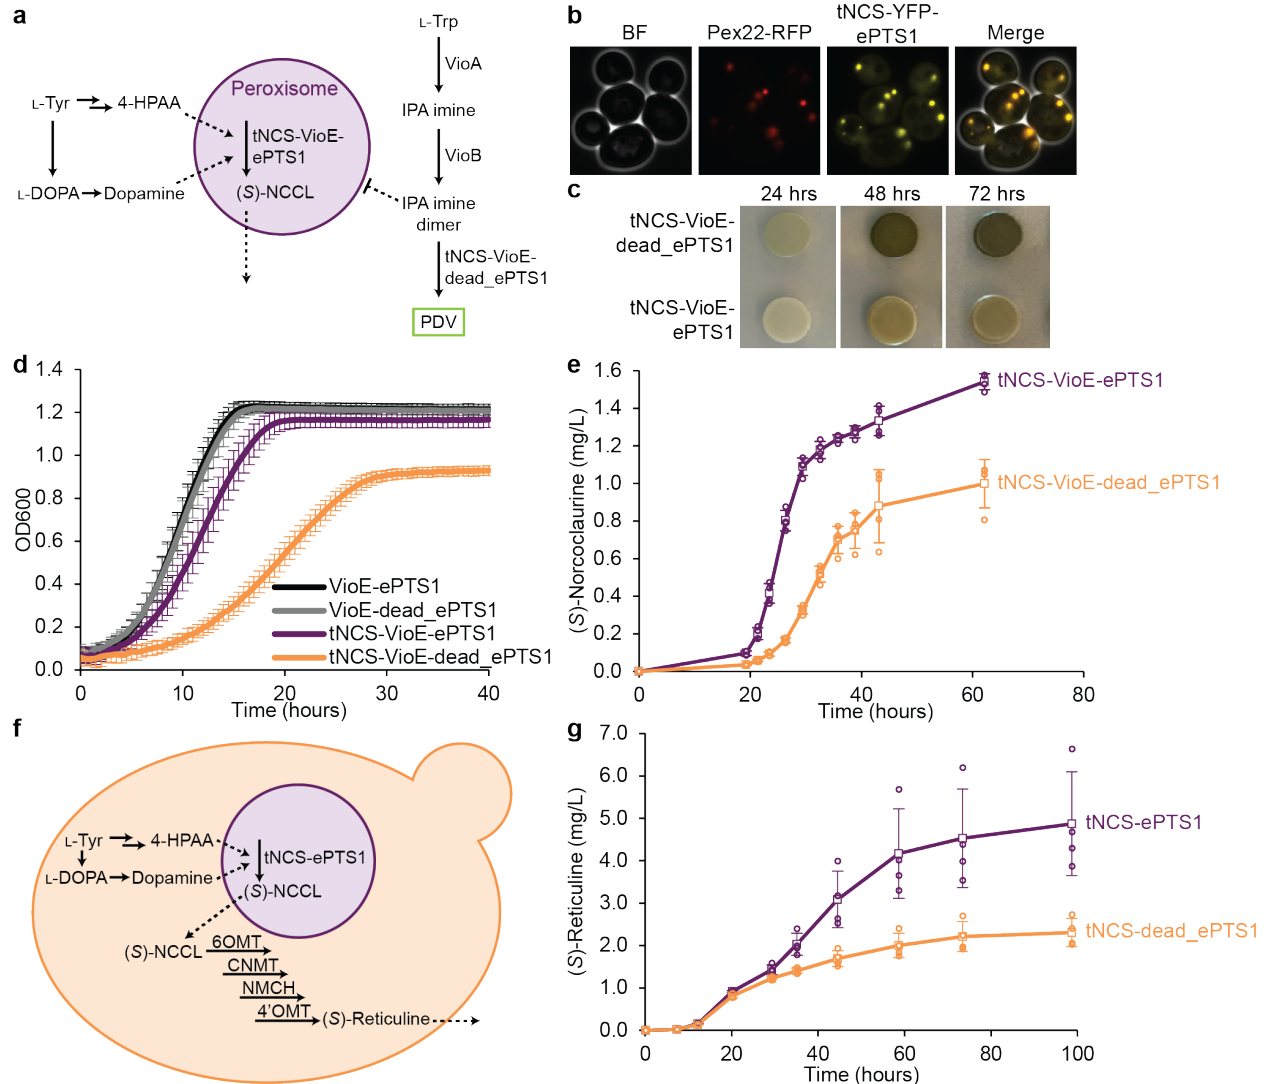 a
L-Trp
VioA
IPA imine
VioB
IPA imine
dimer
tNCS-VioE-
dead_ePTS1
PDV
Peroxisome
L-Tyr
4-HPAA
tNCS-VioE-
ePTS1
L-DOPA
Dopamine
(S)-NCCL
b
BF
Pex22-RFP
tNCS-YFP-
ePTS1
Merge
c
24 hrs
48 hrs
72 hrs
tNCS-VioE-
dead_ePTS1
tNCS-VioE-
ePTS1
d
OD600
1.4
1.2
1.0
0.8
0.6
0.4
0.2
0.0
0
10
20
30
40
Time (hours)
VioE-ePTS1
VioE-dead_ePTS1
tNCS-VioE-ePTS1
tNCS-VioE-dead_ePTS1
e
(S)-Norcoclaurine (mg/L)
1.6
1.4
1.2
1.0
0.8
0.6
0.4
0.2
0.0
0
20
40
60
80
Time (hours)
tNCS-VioE-ePTS1
tNCS-VioE-dead_ePTS1
f
L-Tyr
4-HPAA
tNCS-ePTS1
L-DOPA
Dopamine
(S)-NCCL
(S)-NCCL
6OMT
CNMT
NMCH
4'OMT
(S)-Reticuline
g
(S)-Reticuline (mg/L)
7.0
6.0
5.0
4.0
3.0
2.0
1.0
0.0
0
20
40
60
80
100
Time (hours)
tNCS-ePTS1
tNCS-dead_ePTS1